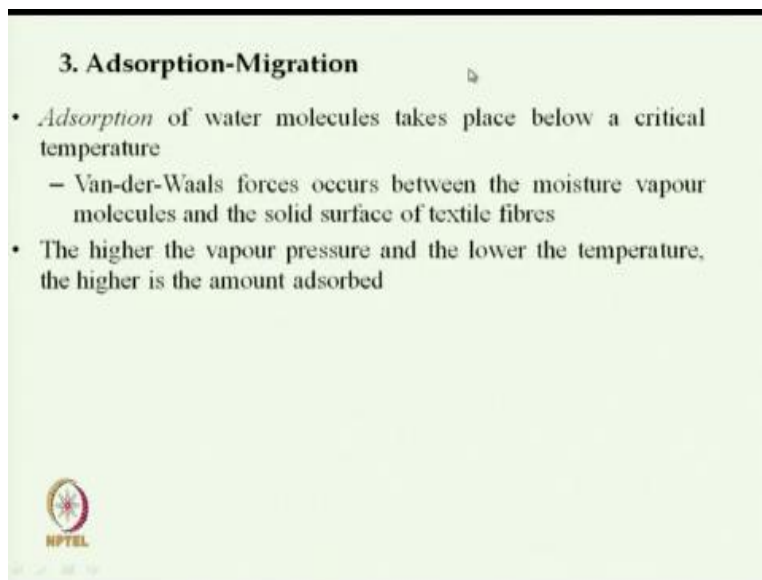 3. Adsorption-Migration
• Adsorption of water molecules takes place below a critical
temperature
– Van-der-Waals forces occurs between the moisture vapour
molecules and the solid surface of textile fibres
• The higher the vapour pressure and the lower the temperature,
the higher is the amount adsorbed
NPTEL